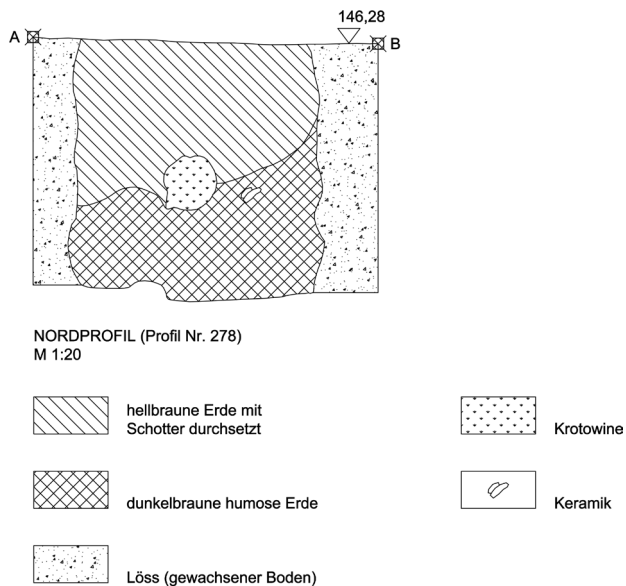 146,28
A
B
NORDPROFIL (Profil Nr. 278)
M 1:20
hellbraune Erde mit
Schotter durchsetzt
Krotowine
dunkelbraune humose Erde
Keramik
Löss (gewachsener Boden)